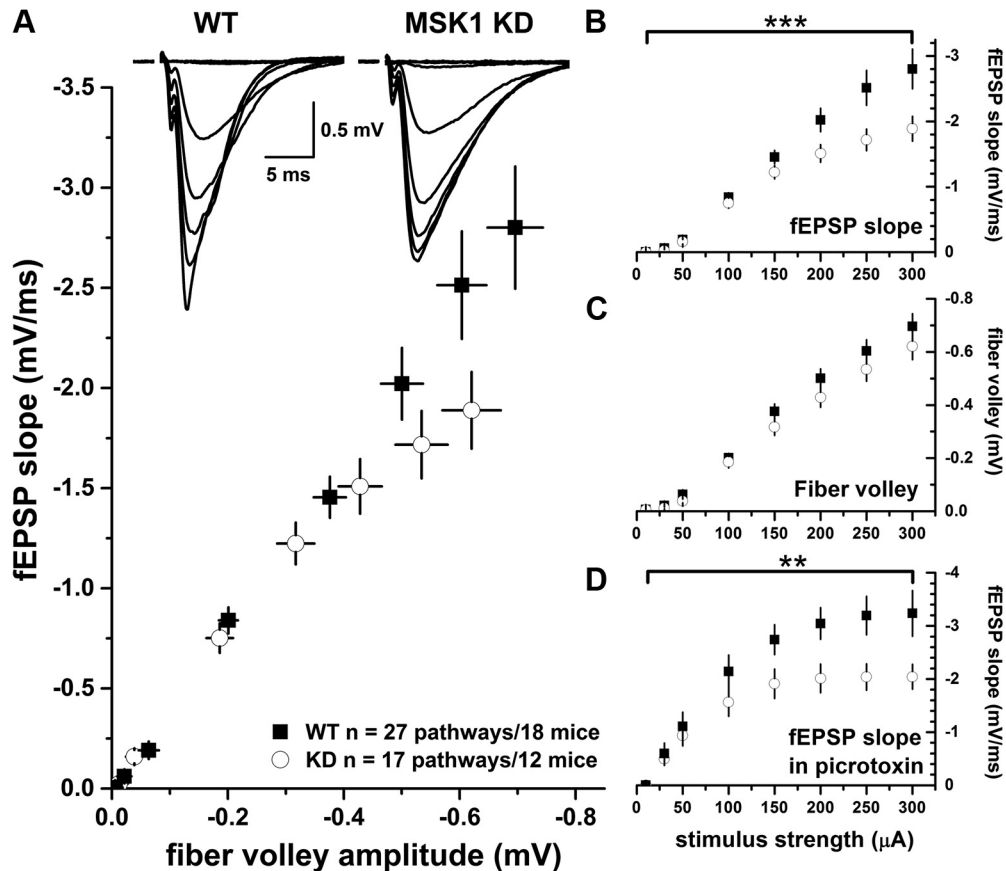 A
WT
MSK1 KD
0.5 mV
5 ms
-3.5
-3.0
-2.5
-2.0
-1.5
-1.0
-0.5
0.0
fEPSP slope (mV/ms)
WT n = 27 pathways/18 mice
KD n = 17 pathways/12 mice
0.0 -0.2 -0.4 -0.6 -0.8
fiber volley amplitude (mV)
B
***
-3
-2
-1
0
fEPSP slope (mV/ms)
fEPSP slope
0 50 100 150 200 250 300
C
-0.8
-0.6
-0.4
-0.2
0.0
fiber volley (mV)
Fiber volley
0 50 100 150 200 250 300
D
**
-4
-3
-2
-1
0
fEPSP slope (mV/ms)
fEPSP slope
in picrotoxin
0 50 100 150 200 250 300
stimulus strength (μA)